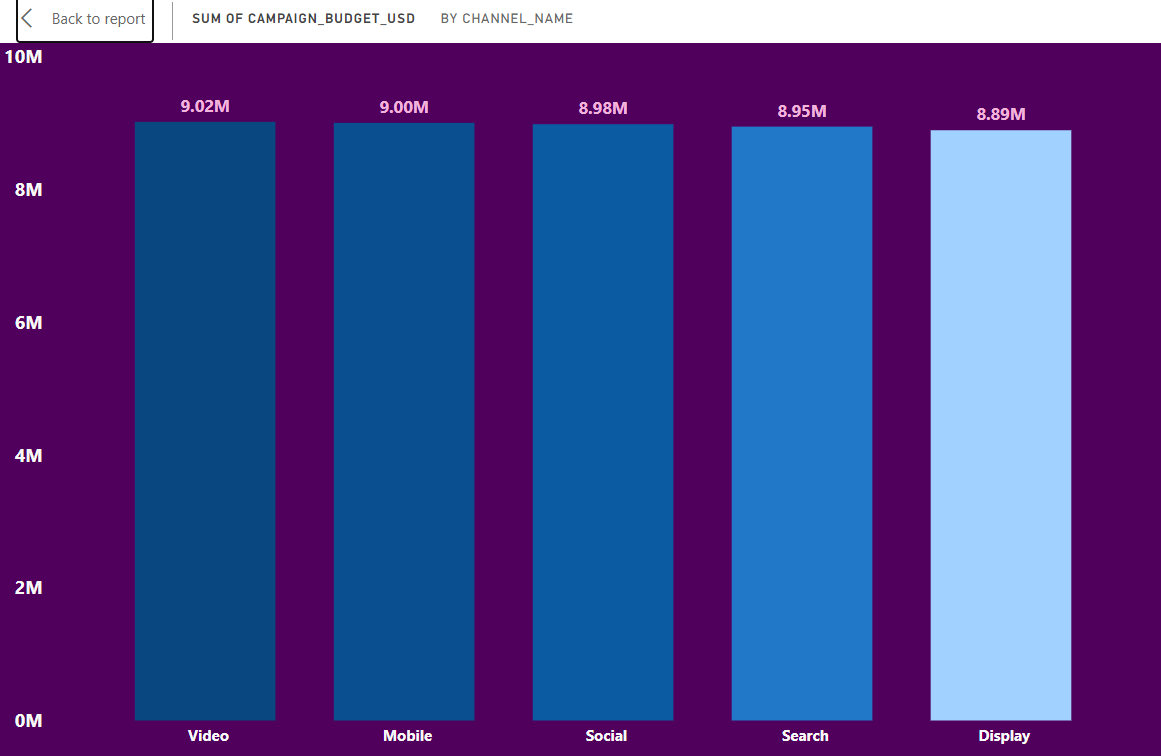 Back to report
SUM OF CAMPAIGN_BUDGET_USD BY CHANNEL_NAME
10M
9.02M 9.00M 8.98M 8.95M 8.89M
8M
6M
4M
2M
0M
Video Mobile Social Search Display